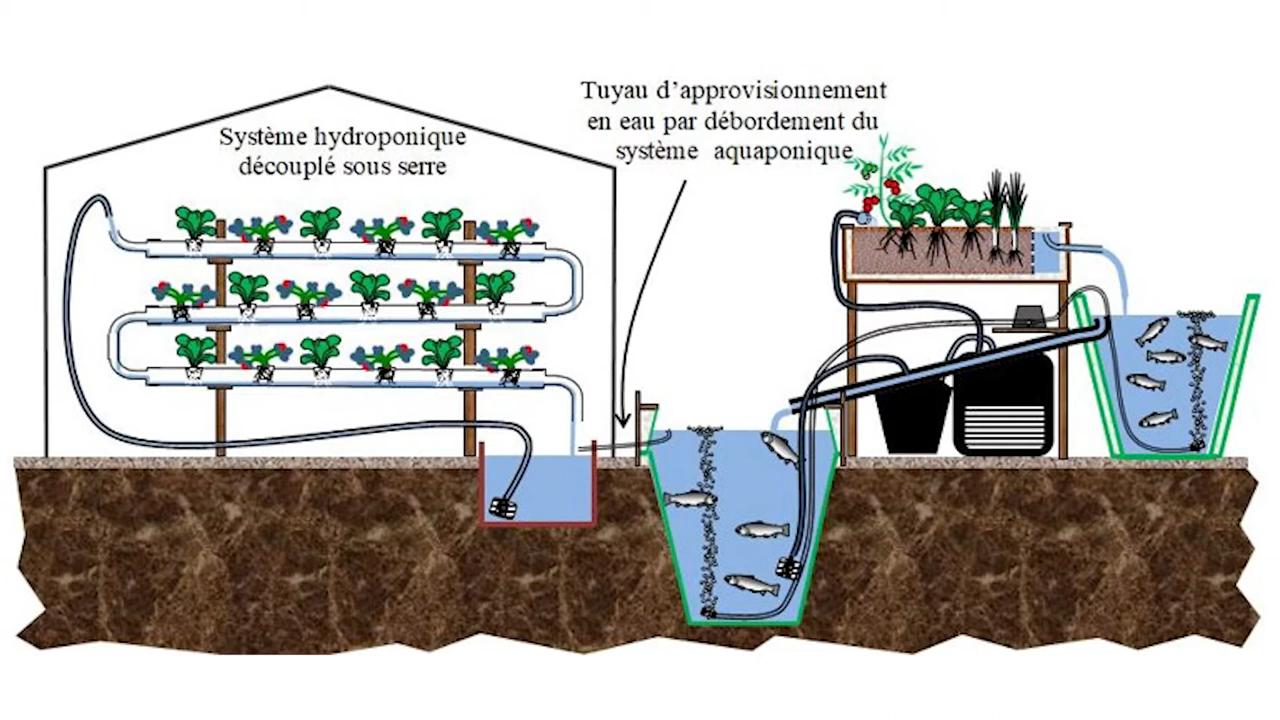 Système hydroponique
découplé sous serre
Tuyau d’approvisionnement
en eau par débordement du
système aquaponique